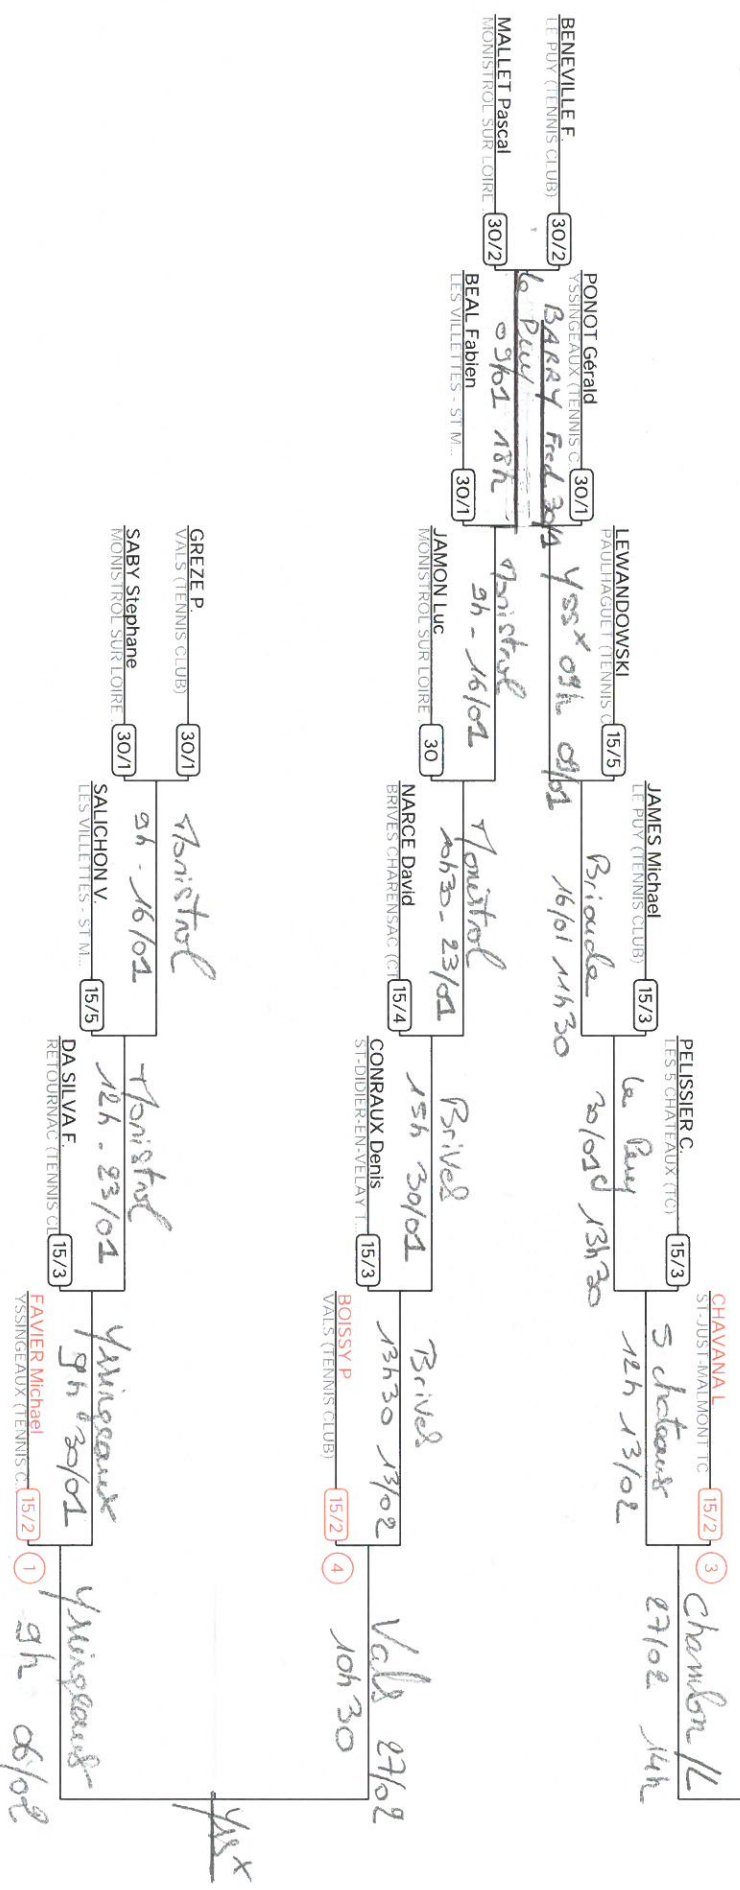 FAVIER Michael
YSSINGEAUX (TENNIS C...
15/2
1
Yssingeaux
9h 06/02
DA SILVA F.
RETOURNAC (TENNIS CL
15/3
Yssingeaux
9h 30/01
SALICHON V.
LES VILLETTES - ST M...
15/5
Monistrol
12h - 23/01
SABY Stephane
MONISTROL SUR LOIRE
30/1
GREZE P.
VALS (TENNIS CLUB)
30/1
Monistrol
9h - 16/01
Yssx
BOISSY P
VALS (TENNIS CLUB)
15/2
4
Vals 27/02
10h30
CONRAUX Denis
ST-DIDIER-EN-VELAY T...
15/3
Brives
13h30 13/02
NARCE David
BRIVES CHARENSAC (CT
15/4
Brives
15h 30/01
JAMON Luc
MONISTROL SUR LOIRE
30
Monistrol
10h30 - 23/01
BEAL Fabien
LES VILLETTES - ST M...
30/1
Monistrol
9h - 16/01
MALLET Pascal
MONISTROL SUR LOIRE
30/2
BENEVILLE F.
LE PUY (TENNIS CLUB)
30/2
Le Puy
09/01 18h
BARRY Fred 30/1
PONOT Gérald
YSSINGEAUX (TENNIS C...
30/1
Yssx 09h 09/01
LEWANDOWSKI
PAULHAGUET (TENNIS C
15/5
Brioude
16/01 11h30
JAMES Michael
LE PUY (TENNIS CLUB)
15/3
Le Puy
30/01 13h30
PELISSIER C.
LES 5 CHATEAUX (TC)
15/3
5 chateaux
12h 13/02
CHAVANA L
ST-JUST-MALMONT TC
15/2
3
Chambon/L
27/02 14h